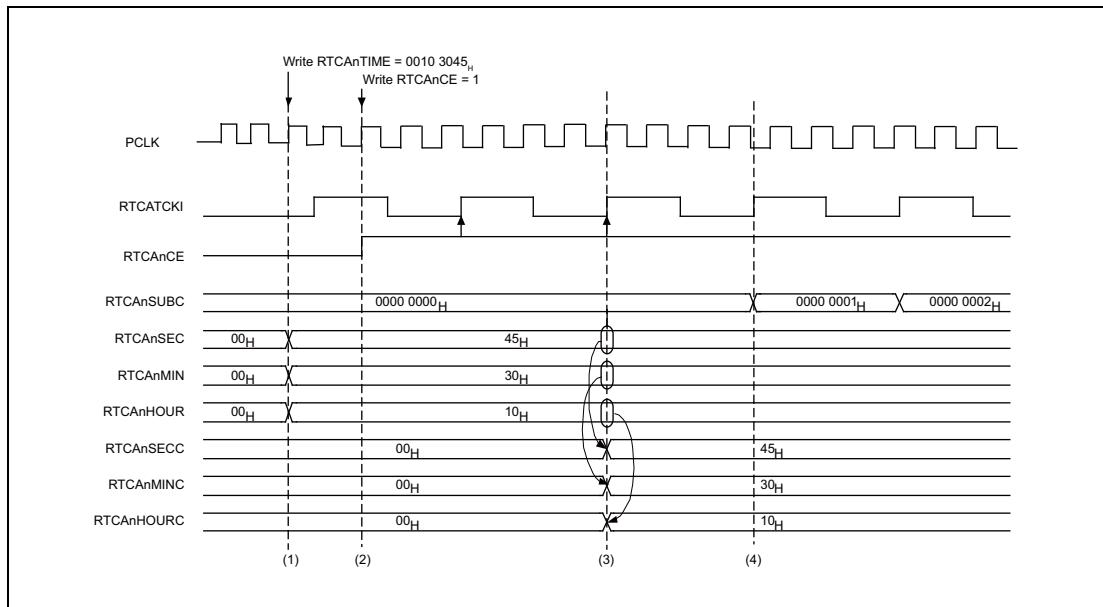 Write RTCAnTIME = 0010 3045H
Write RTCAnCE = 1
PCLK
RTCATCKI
RTCAnCE
RTCAnSUBC 0000 0000H 0000 0001H 0000 0002H
RTCAnSEC 00H 45H
RTCAnMIN 00H 30H
RTCAnHOUR 00H 10H
RTCAnSECC 00H 45H
RTCAnMINC 00H 30H
RTCAnHOURC 00H 10H
(1) (2) (3) (4)